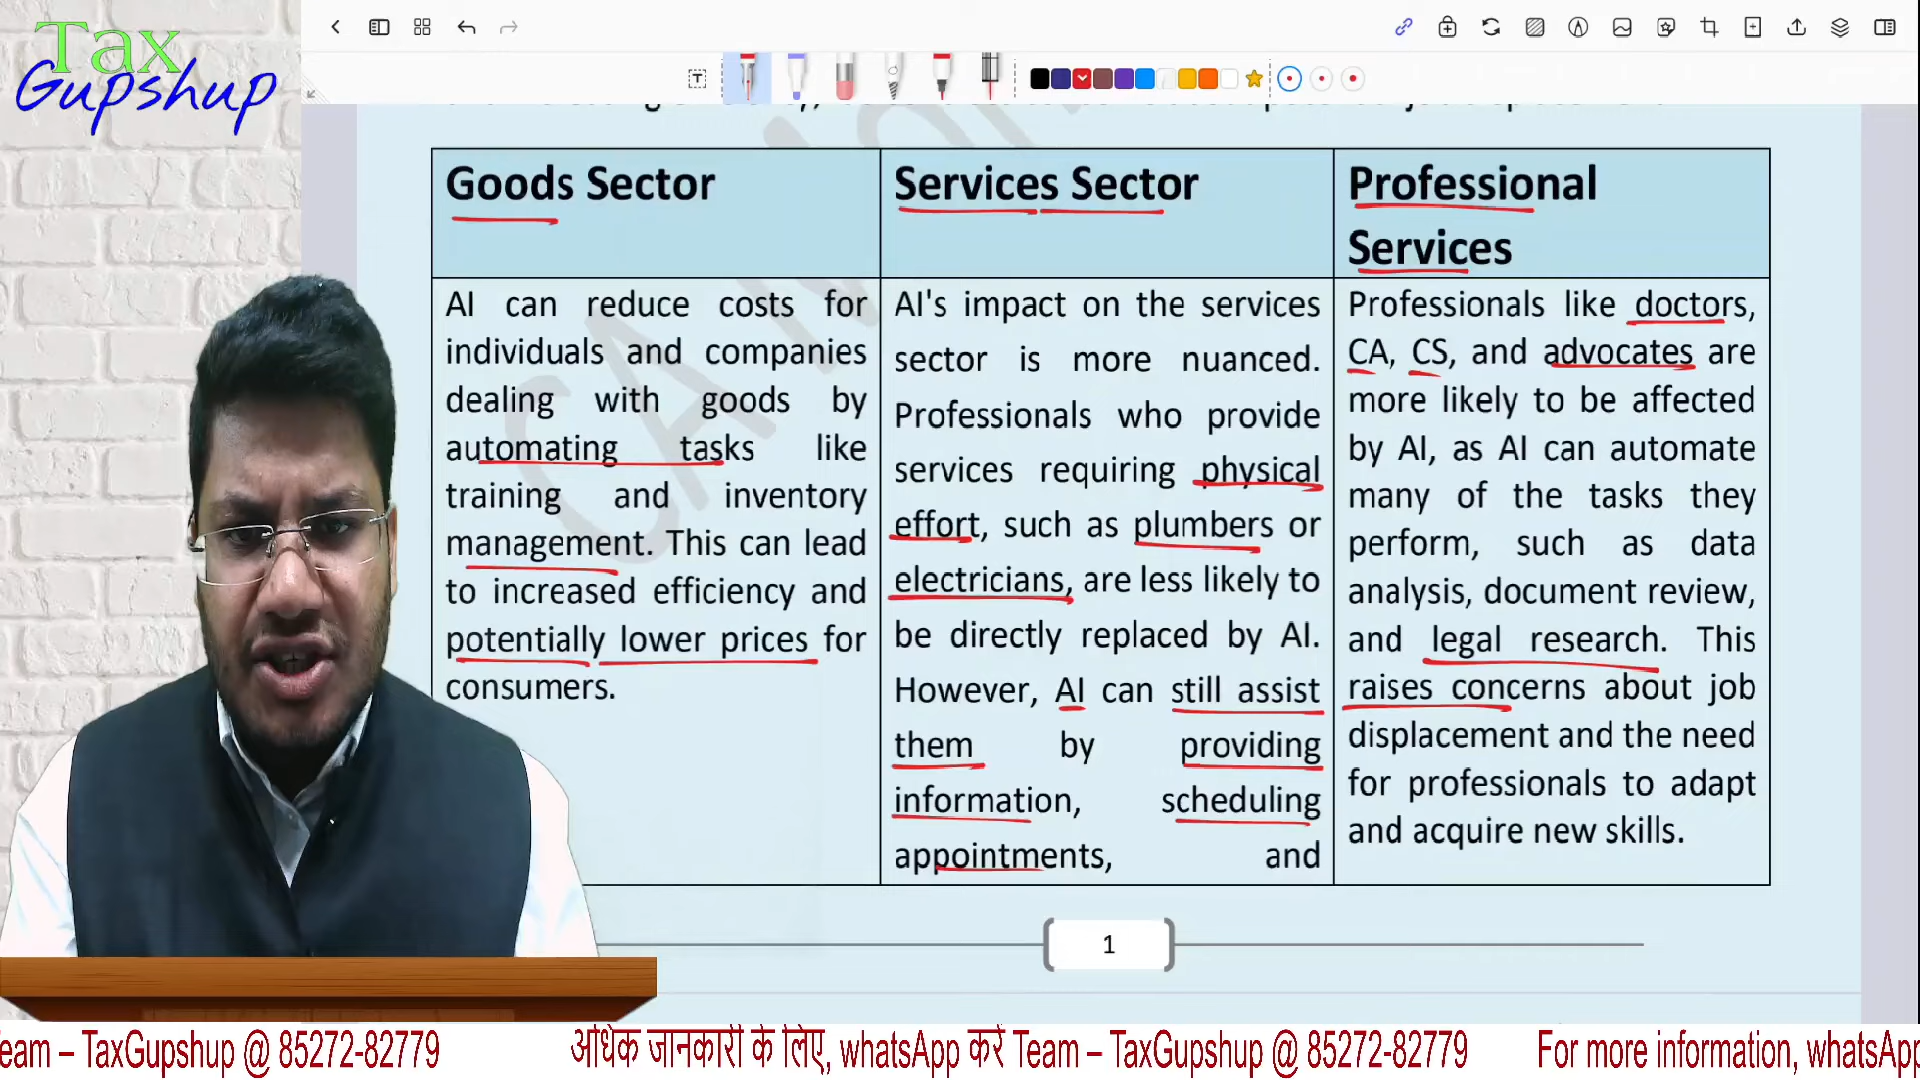 Tax
Gupshup
Goods Sector
Services Sector
Professional
Services
AI can reduce costs for
individuals and companies
dealing with goods by
automating tasks like
training and inventory
management. This can lead
to increased efficiency and
potentially lower prices for
consumers.
AI's impact on the services
sector is more nuanced.
Professionals who provide
services requiring physical
effort, such as plumbers or
electricians, are less likely to
be directly replaced by AI.
However, AI can still assist
them by providing
information, scheduling
appointments, and
Professionals like doctors,
CA, CS, and advocates are
more likely to be affected
by AI, as AI can automate
many of the tasks they
perform, such as data
analysis, document review,
and legal research. This
raises concerns about job
displacement and the need
for professionals to adapt
and acquire new skills.
1
eam – TaxGupshup @ 85272-82779 अधिक जानकारी के लिए, whatsApp करें Team – TaxGupshup @ 85272-82779 For more information, whatsApp